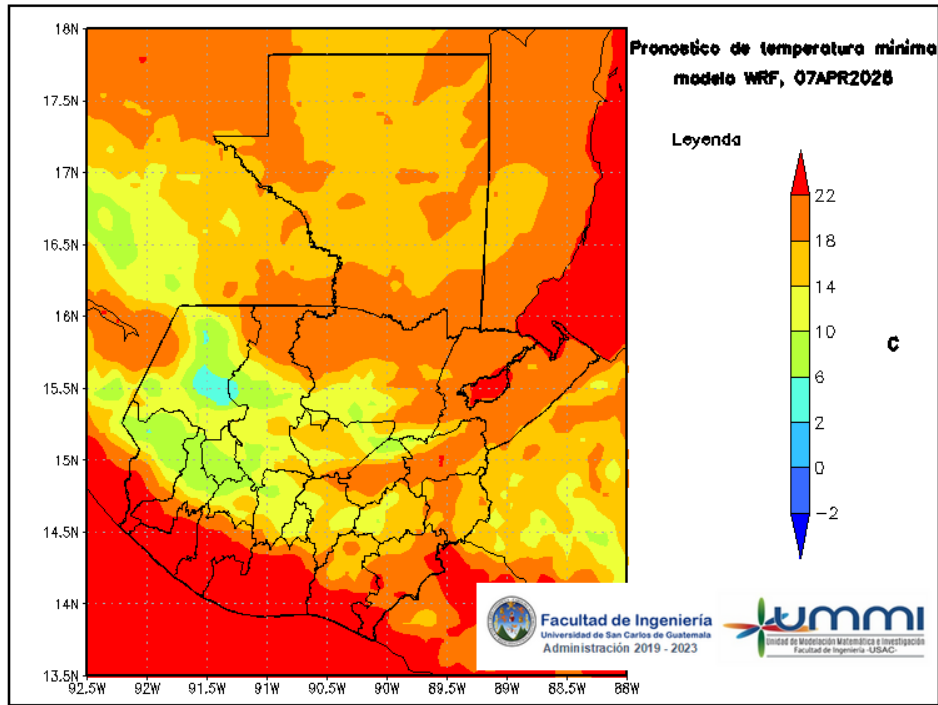 Pronostico de temperatura minima
modelo WRF, 07APR2026
Leyenda
22
18
14
10
6
2
0
-2
C
18N
17.5N
17N
16.5N
16N
15.5N
15N
14.5N
14N
13.5N
92.5W 92W 91.5W 91W 90.5W 90W 89.5W 89W 88.5W 88W
Facultad de Ingeniería
Universidad de San Carlos de Guatemala
Administración 2019 - 2023
UMMI
Unidad de Modelación Matemática e Investigación
Facultad de Ingeniería -USAC-